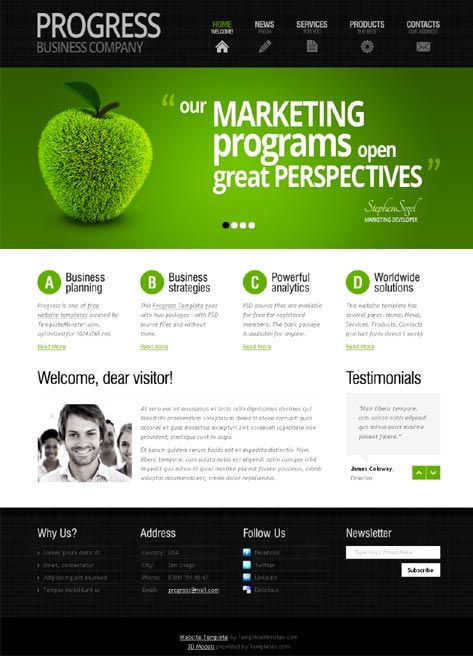 PROGRESS
BUSINESS COMPANY
HOME
WELCOME!
NEWS
FRESH
SERVICES
FOR YOU
PRODUCTS
THE BEST
CONTACTS
OUR ADDRESS
“our MARKETING
programs open
great PERSPECTIVES”
StephenSegel
MARKETING DEVELOPER
A Business
planning
Progress is one of free
website templates created by
TemplateMonster.com,
optimized for 1024x768 res.
Read More
B Business
strategies
This Progress Template goes
with two packages - with PSD
source files and without
them.
Read More
C Powerful
analytics
PSD source files are available
for free for registered
members. The basic package
is available for anyone.
Read More
D Worldwide
solutions
This website template has
several pages: Home, News,
Services, Products, Contacts
(contact form doesn't work)
Read More
Welcome, dear visitor!
At vero eos et accusamus et iusto odio dignissimos ducimus qui
blanditiis praesentium voluptatum deleniti atque corrupti quos
dolores et quas molestias excepturi sint occaecati cupiditate non
provident, similique sunt in culpa.
Et harum quidem rerum facilis est et expedita distinctio. Nam
libero tempore, cum soluta nobis est eligendi optio cumque nihil
impedit quo minus id quod maxime placeat facere possimus, omnis
voluptas assumenda est, omnis dolor repellendus.
Testimonials
"Nam libero tempore,
cum soluta nobis eligendi
quo minus quod maxime
placeat facere."
James Coloway,
Director
Why Us?
Lorem ipsum dolor sit
Dmet, consectetur
Adipisicing elit eiusmod
Tempor incididunt ut
Address
Country: USA
City: San Diego
Phone: 8 800 154-45-67
Email: progress@mail.com
Follow Us
Facebook
Twitter
LinkedIn
Delicious
Newsletter
Type Your Email Here
Subscribe
Website Template by TemplateMonster.com
3D Models provided by Templates.com